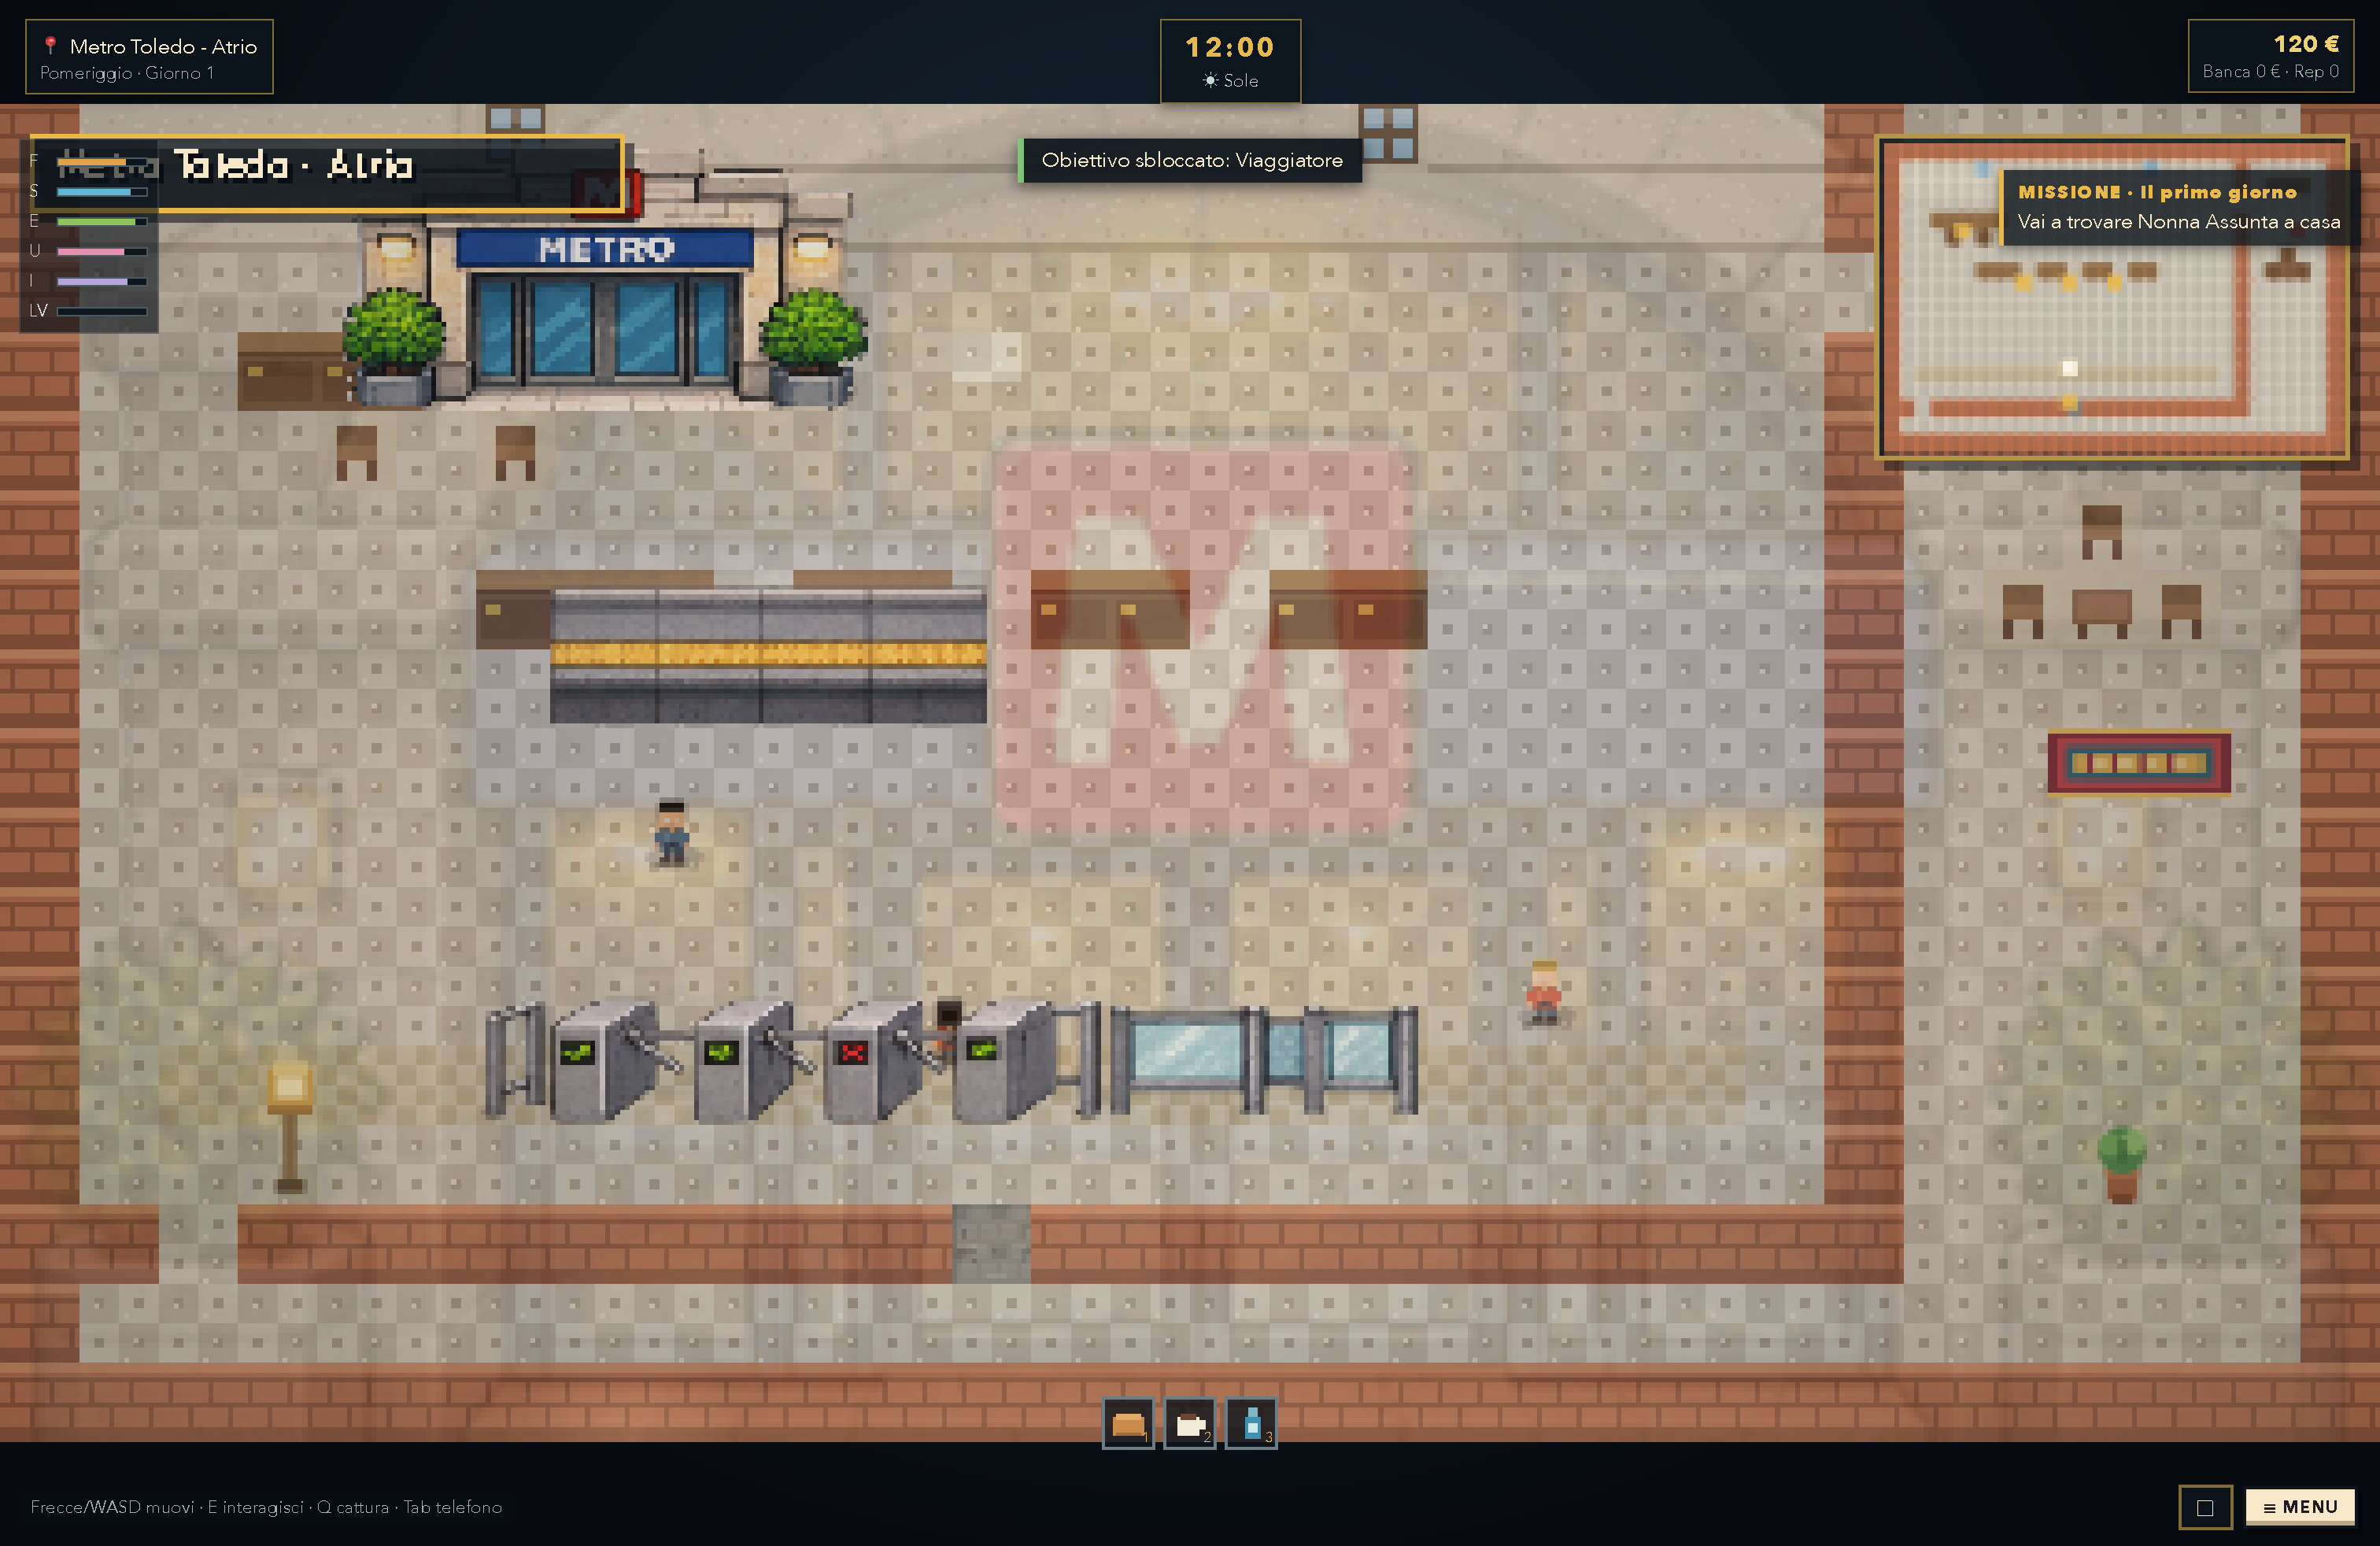 📍 Metro Toledo - Atrio
Pomeriggio · Giorno 1
12:00
☀ Sole
120 €
Banca 0 € · Rep 0
Metro Toledo · Atrio
F
S
E
U
I
LV
M
METRO
Obiettivo sbloccato: Viaggiatore
MISSIONE · Il primo giorno
Vai a trovare Nonna Assunta a casa
M
1
2
3
Frecce/WASD muovi · E interagisci · Q cattura · Tab telefono
≡ MENU